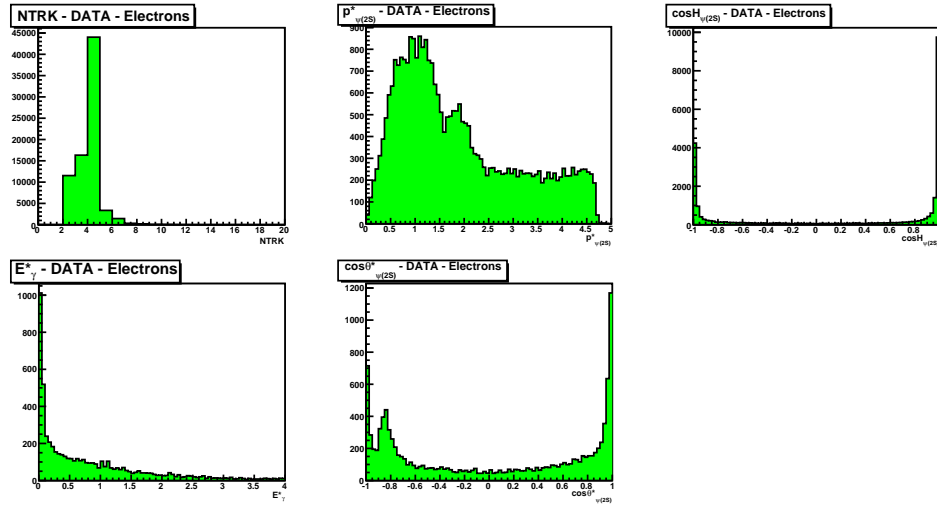 NTRK - DATA - Electrons
45000
40000
35000
30000
25000
20000
15000
10000
5000
0
0 2 4 6 8 10 12 14 16 18 20
NTRK
p*ψ(2S) - DATA - Electrons
900
800
700
600
500
400
300
200
100
0
0 0.5 1 1.5 2 2.5 3 3.5 4 4.5 5
p*ψ(2S)
cosHψ(2S) - DATA - Electrons
10000
8000
6000
4000
2000
0
-1 -0.8 -0.6 -0.4 -0.2 0 0.2 0.4 0.6 0.8 1
cosHψ(2S)
E*γ - DATA - Electrons
1000
800
600
400
200
0
0 0.5 1 1.5 2 2.5 3 3.5 4
E*γ
cosθ*ψ(2S) - DATA - Electrons
1200
1000
800
600
400
200
0
-1 -0.8 -0.6 -0.4 -0.2 0 0.2 0.4 0.6 0.8 1
cosθ*ψ(2S)